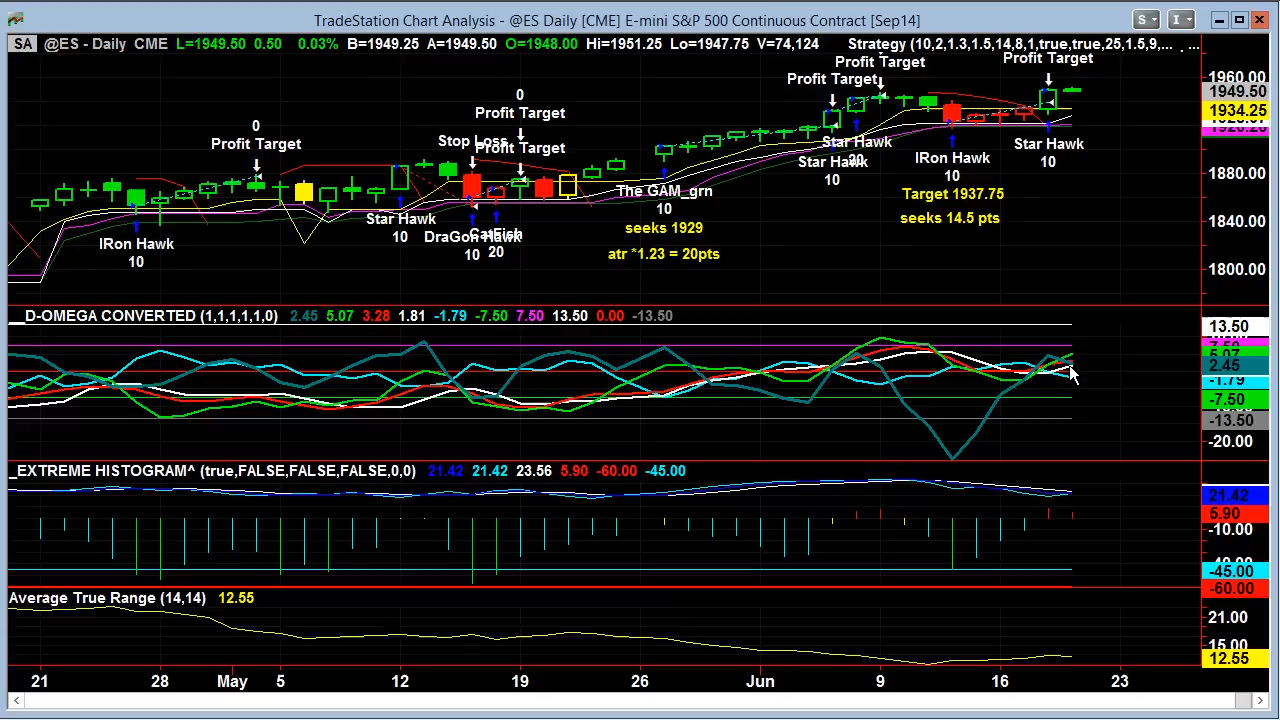 TradeStation Chart Analysis - @ES Daily [CME] E-mini S&P 500 Continuous Contract [Sep14]
S I
SA @ES - Daily CME L=1949.50 0.50 0.03% B=1949.25 A=1949.50 O=1948.00 Hi=1951.25 Lo=1947.75 V=74,124 Strategy (10,2,1.3,1.5,14,8,1,true,true,25,1.5,9,...
Profit Target
Profit Target
Profit Target
1960.00
1949.50
1934.25
0
Profit Target
0
Profit Target
Stop Loss
Profit Target
Star Hawk
Star Hawk
10
IRon Hawk
10
Star Hawk
10
1880.00
The GAM _grn
10
Target 1937.75
seeks 14.5 pts
Star Hawk
10
DraGon Hawk
10
20
seeks 1929
atr *1.23 = 20pts
IRon Hawk
10
1840.00
1800.00
__D-OMEGA CONVERTED (1,1,1,1,1,0) 2.45 5.07 3.28 1.81 -1.79 -7.50 7.50 13.50 0.00 -13.50
13.50
5.07
2.45
-1.79
-7.50
-13.50
-20.00
_EXTREME HISTOGRAM^ (true,FALSE,FALSE,FALSE,0,0) 21.42 21.42 23.56 5.90 -60.00 -45.00
21.42
5.90
-10.00
-45.00
-60.00
Average True Range (14,14) 12.55
21.00
15.00
12.55
21 28 May 5 12 19 26 Jun 9 16 23